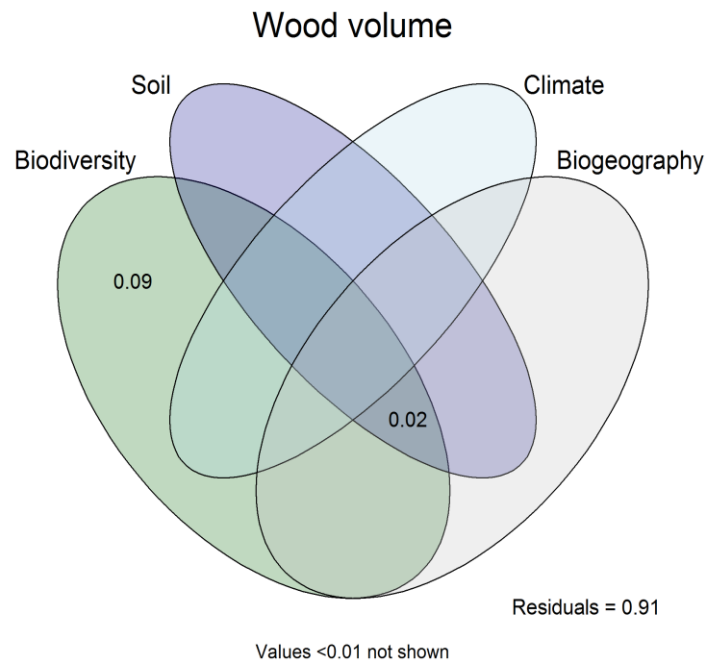 Wood volume
Soil
Climate
Biodiversity
Biogeography
0.09
0.02
Residuals = 0.91
Values <0.01 not shown